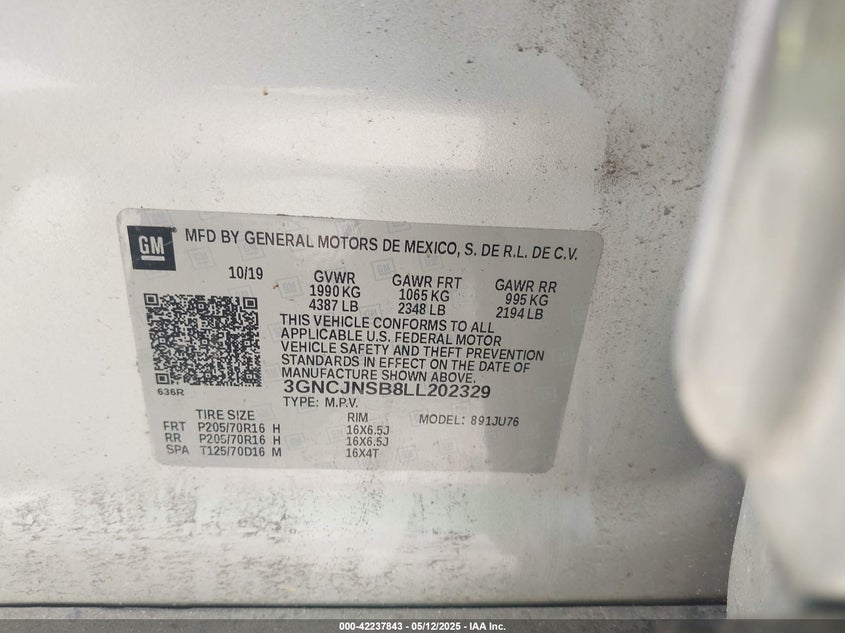 GM
MFD BY GENERAL MOTORS DE MEXICO, S. DE R.L. DE C.V.
10/19 GVWR GAWR FRT GAWR RR
1990 KG 1065 KG 995 KG
4387 LB 2348 LB 2194 LB
THIS VEHICLE CONFORMS TO ALL
APPLICABLE U.S. FEDERAL MOTOR
VEHICLE SAFETY AND THEFT PREVENTION
STANDARDS IN EFFECT ON THE DATE OF
MANUFACTURE SHOWN ABOVE.
636R
3GNCJNSB8LL202329
TYPE: M.P.V.
TIRE SIZE RIM MODEL: 891JU76
FRT P205/70R16 H 16X6.5J
RR P205/70R16 H 16X6.5J
SPA T125/70D16 M 16X4T
000-42237843 - 05/12/2025 - IAA Inc.